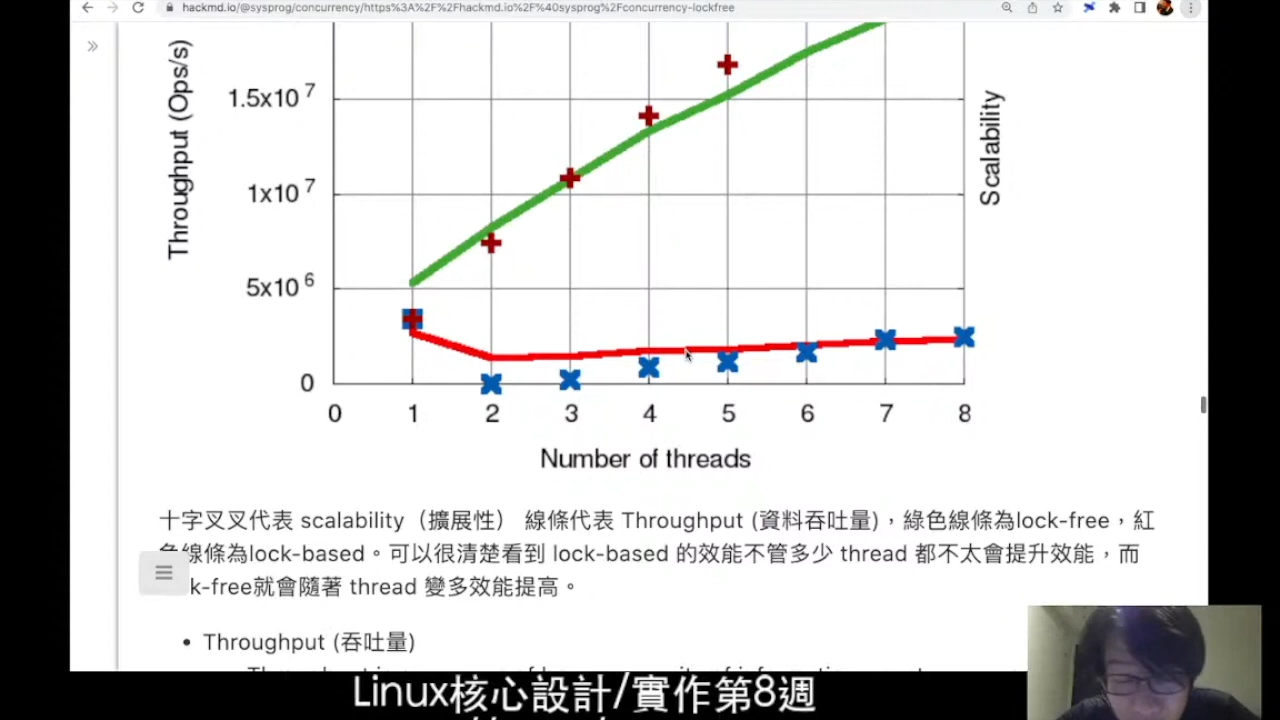 hackmd.io/@sysprog/concurrency/https%3A%2F%2Fhackmd.io%2F%40sysprog%2Fconcurrency-lockfree
Throughput (Ops/s)
1.5x10 7
1x10 7
5x10 6
0
0 1 2 3 4 5 6 7 8
Number of threads
Scalability
十字叉叉代表 scalability（擴展性） 線條代表 Throughput (資料吞吐量)，綠色線條為lock-free，紅
色線條為lock-based。可以很清楚看到 lock-based 的效能不管多少 thread 都不太會提升效能，而
k-free就會隨著 thread 變多效能提高。
• Throughput (吞吐量)
Linux核心設計/實作第8週